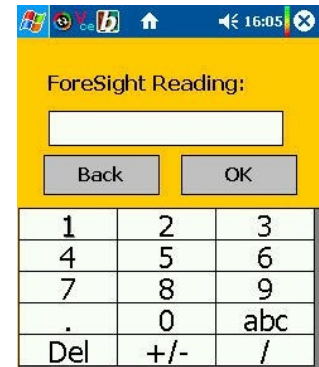 16:05
ForeSight Reading:
Back OK
1 2 3
4 5 6
7 8 9
. 0 abc
Del +/- /